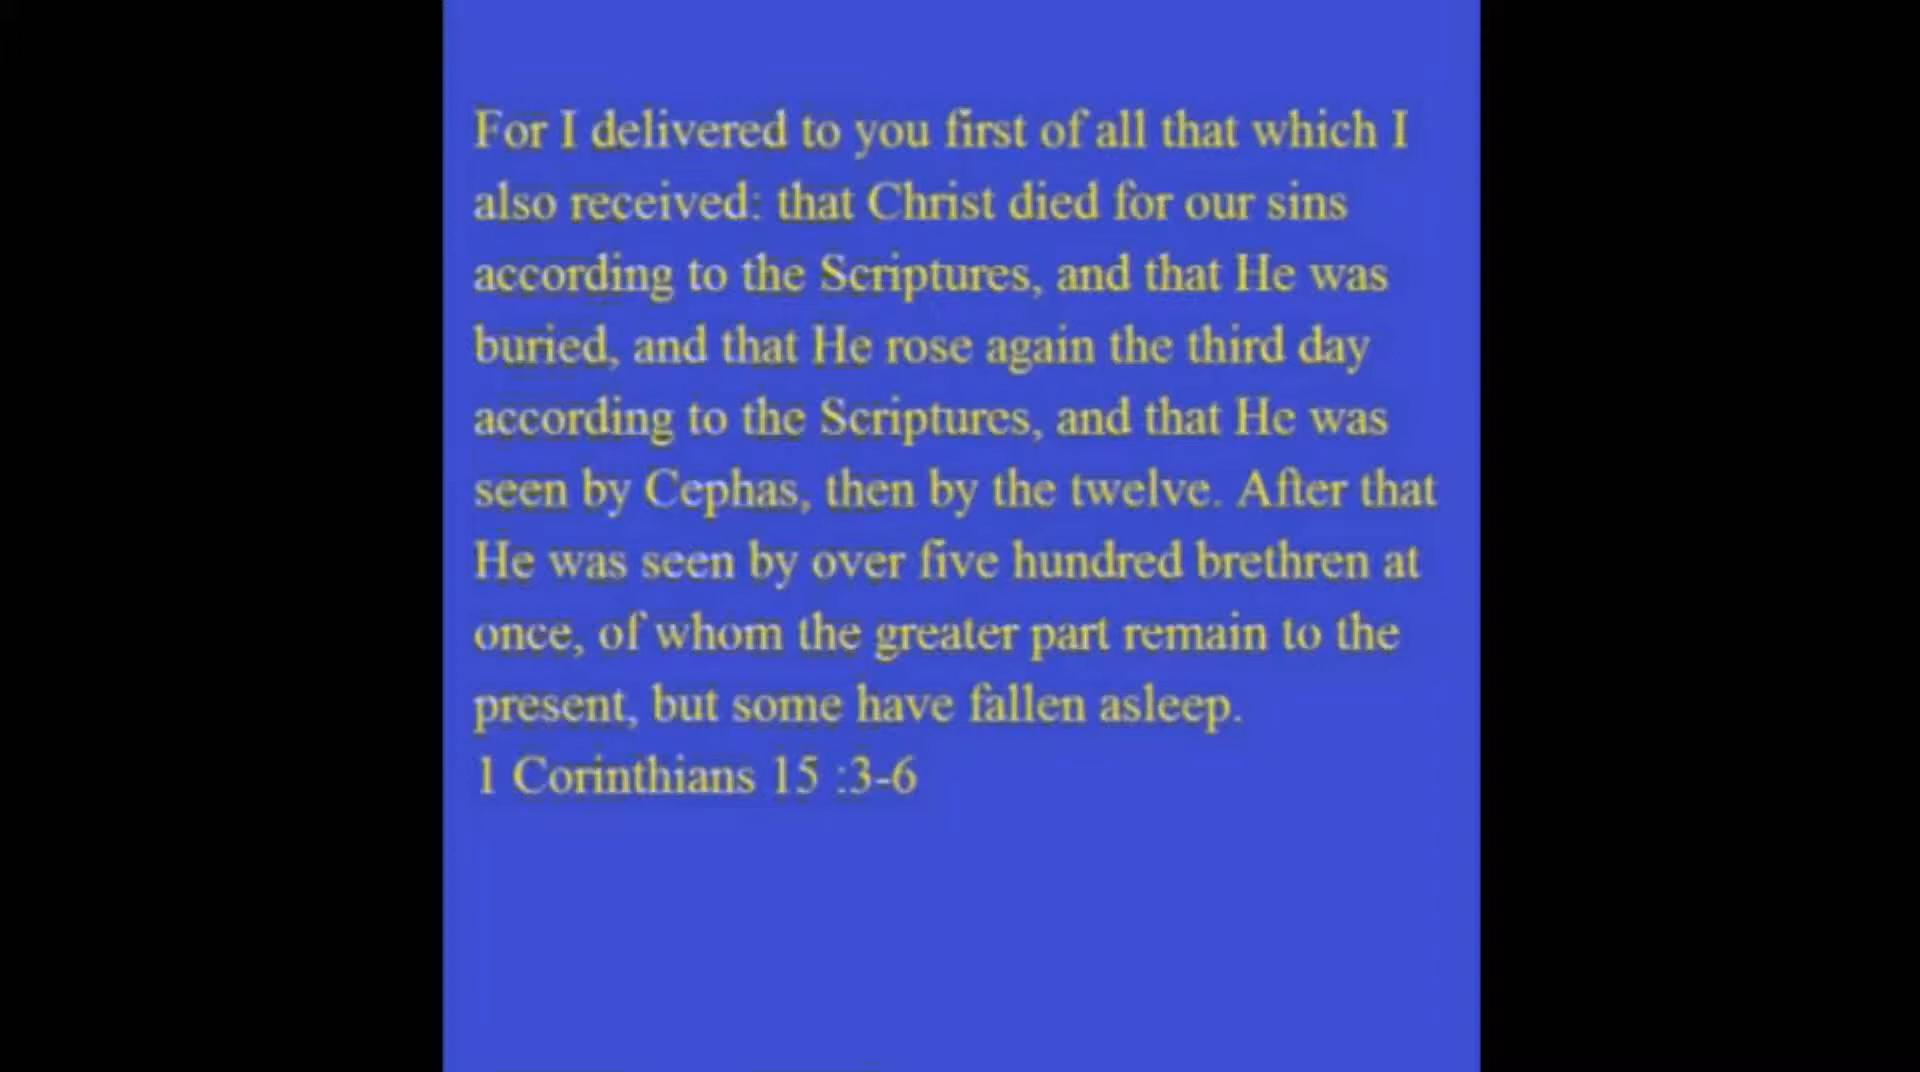 For I delivered to you first of all that which I
also received: that Christ died for our sins
according to the Scriptures, and that He was
buried, and that He rose again the third day
according to the Scriptures, and that He was
seen by Cephas, then by the twelve. After that
He was seen by over five hundred brethren at
once, of whom the greater part remain to the
present, but some have fallen asleep.
1 Corinthians 15 :3-6